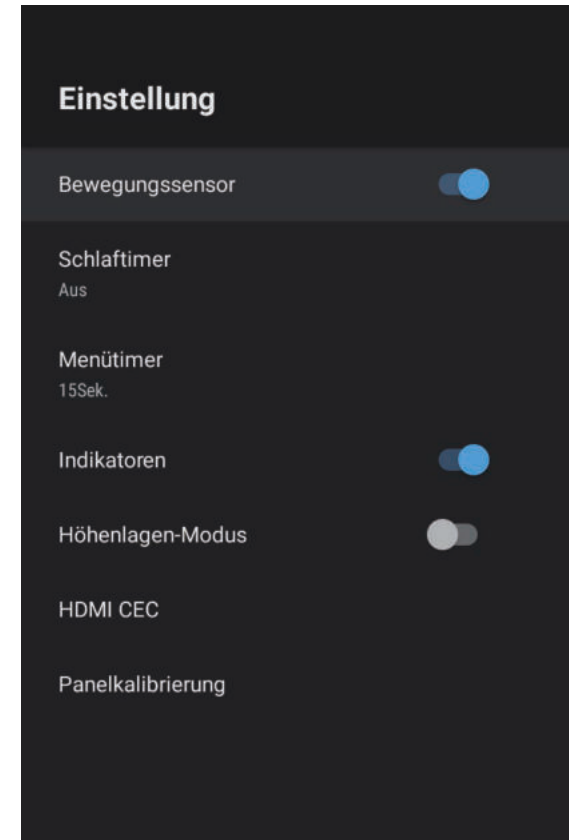 Einstellung
Bewegungssensor
Schlaftimer
Aus
Menütimer
15Sek.
Indikatoren
Höhenlagen-Modus
HDMI CEC
Panelkalibrierung